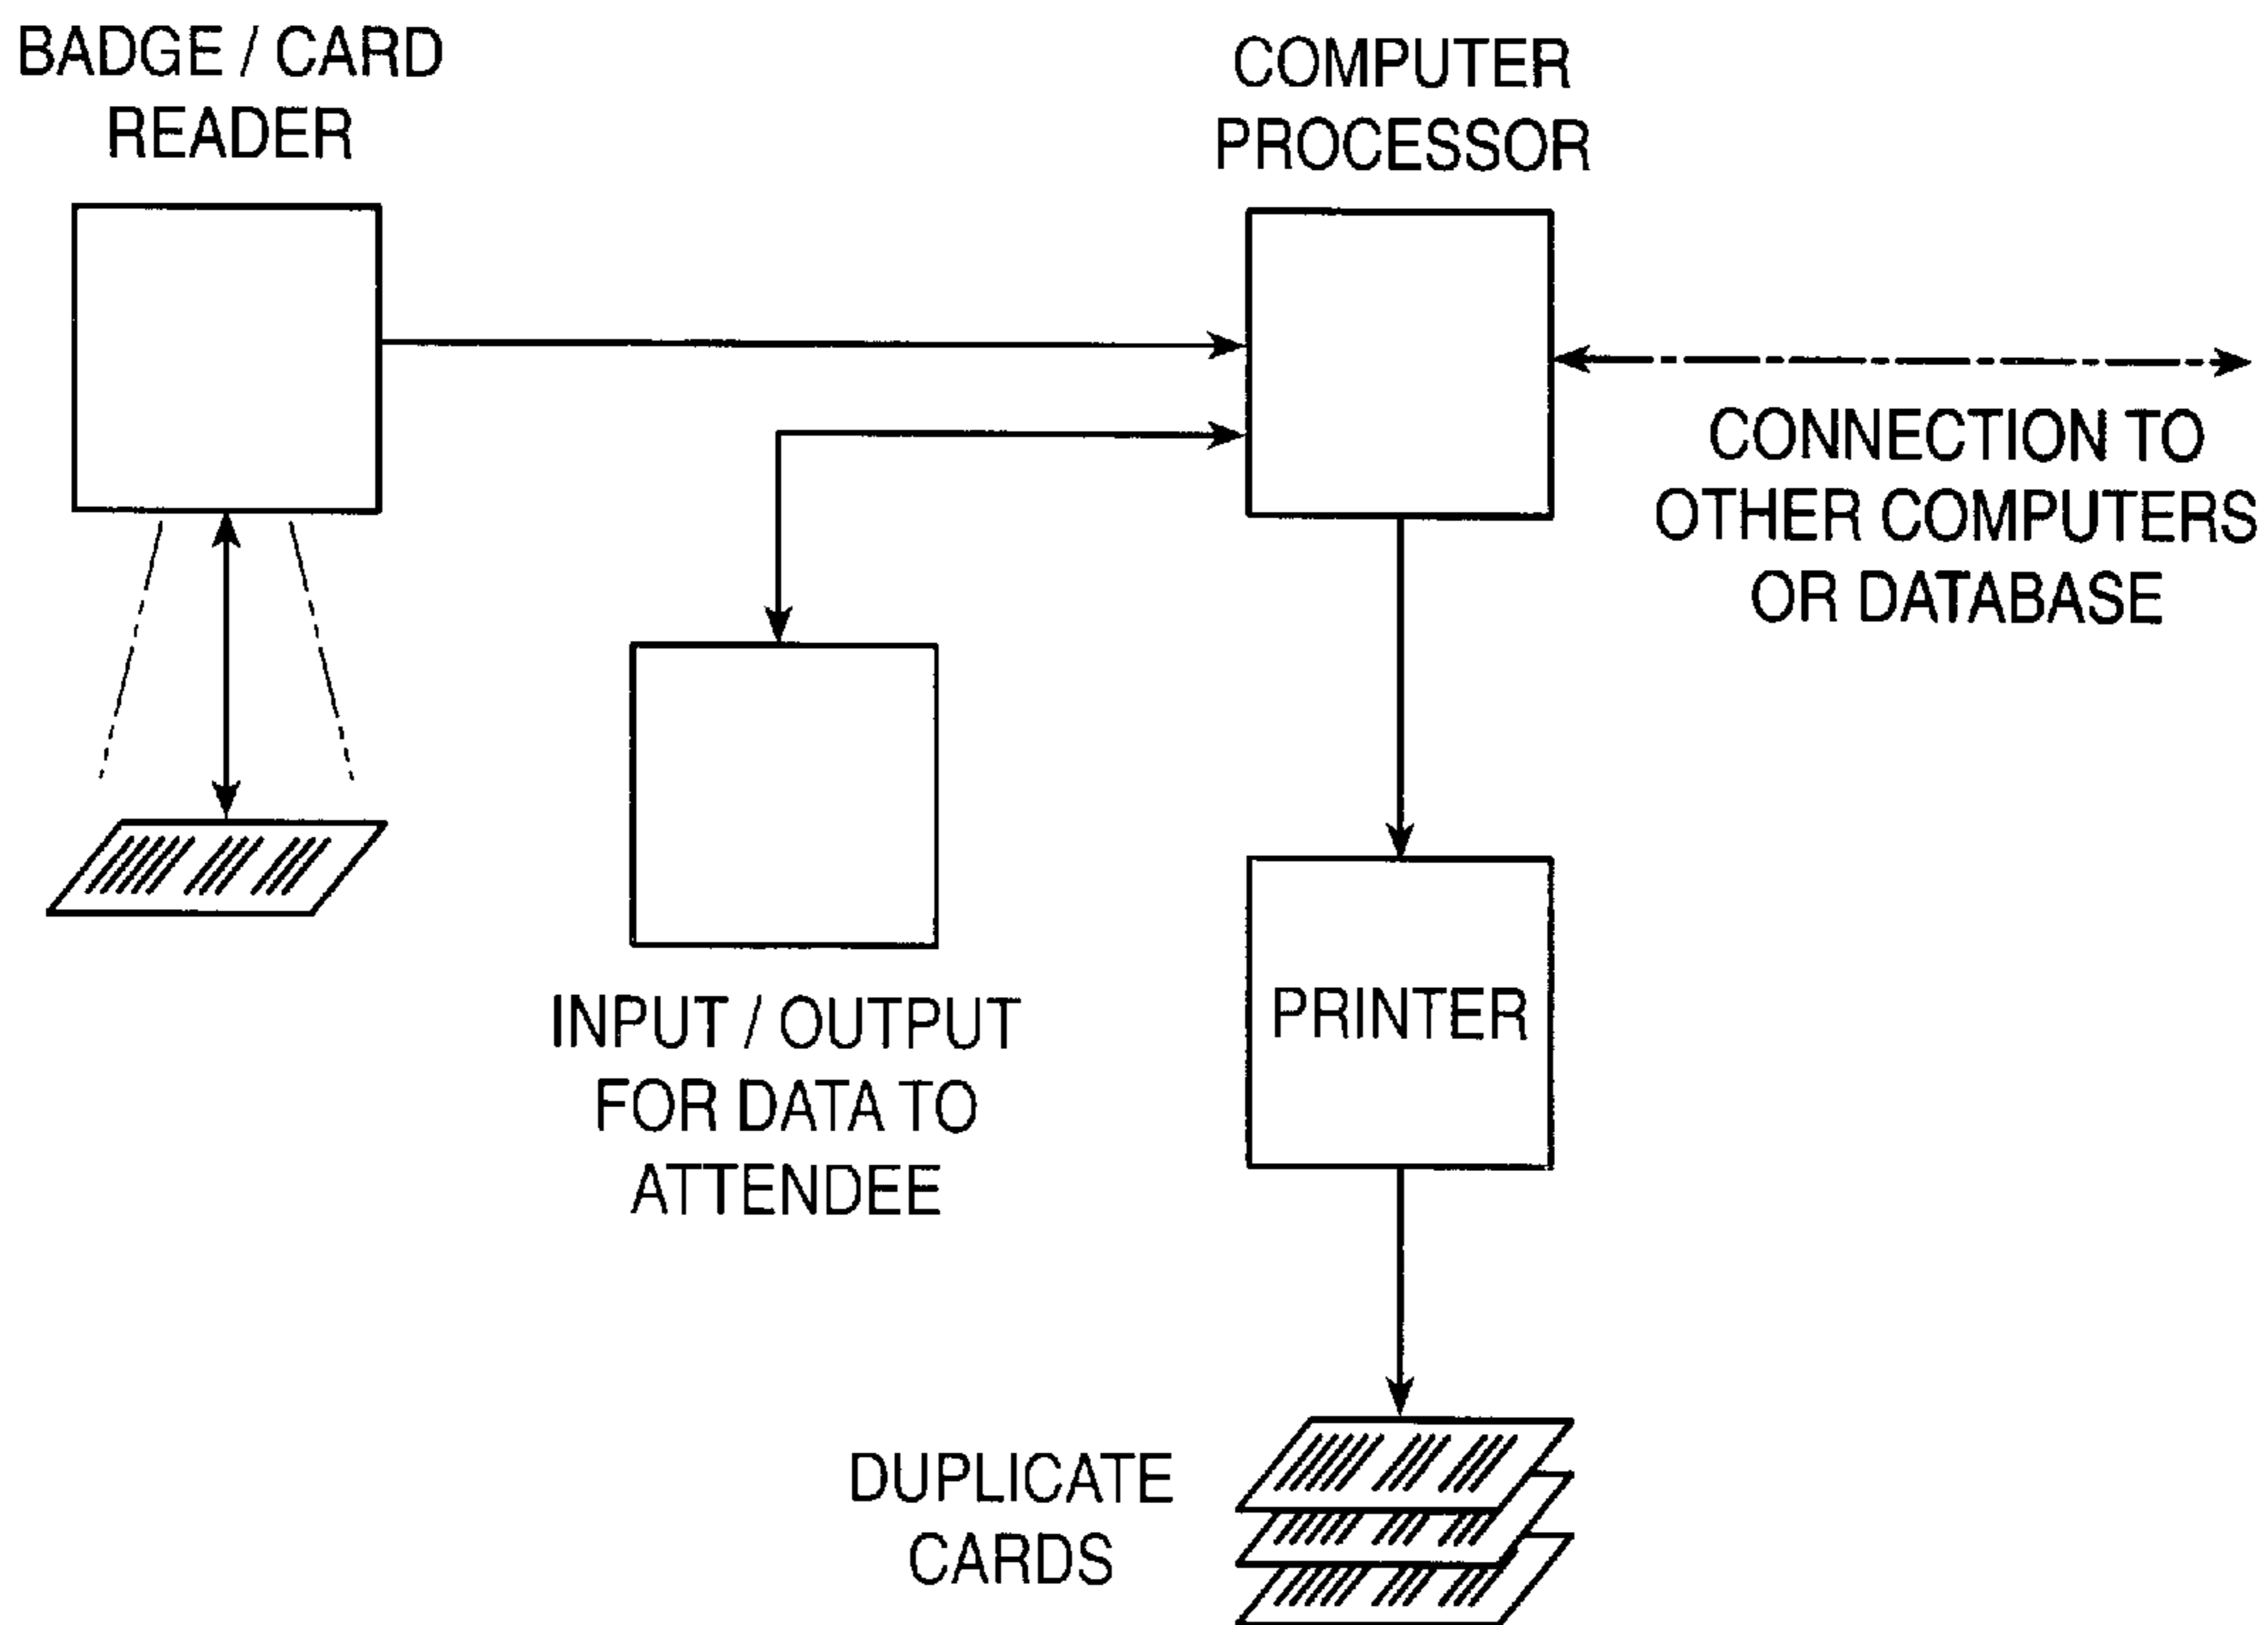 BADGE / CARD
READER
COMPUTER
PROCESSOR
CONNECTION TO
OTHER COMPUTERS
OR DATABASE
INPUT / OUTPUT
FOR DATA TO
ATTENDEE
PRINTER
DUPLICATE
CARDS